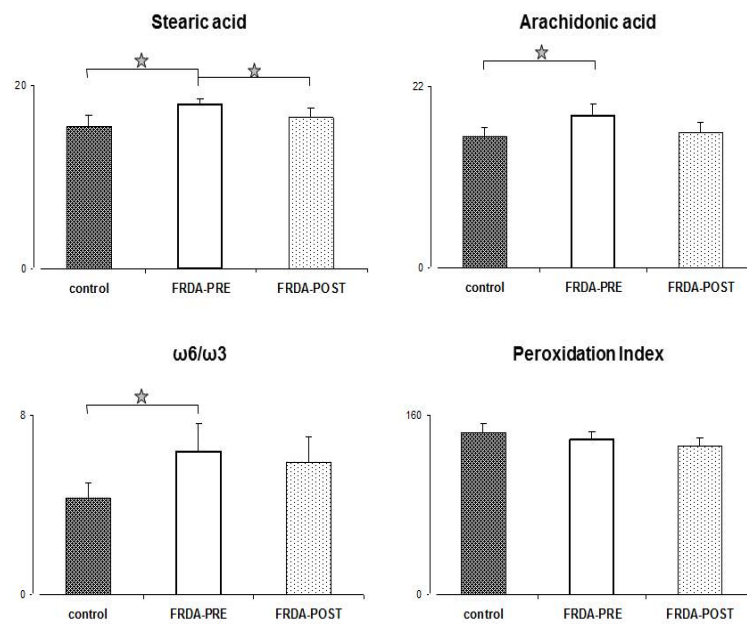 Stearic acid
20
0
control FRDA-PRE FRDA-POST
Arachidonic acid
22
0
control FRDA-PRE FRDA-POST
ω6/ω3
8
0
control FRDA-PRE FRDA-POST
Peroxidation Index
160
0
control FRDA-PRE FRDA-POST